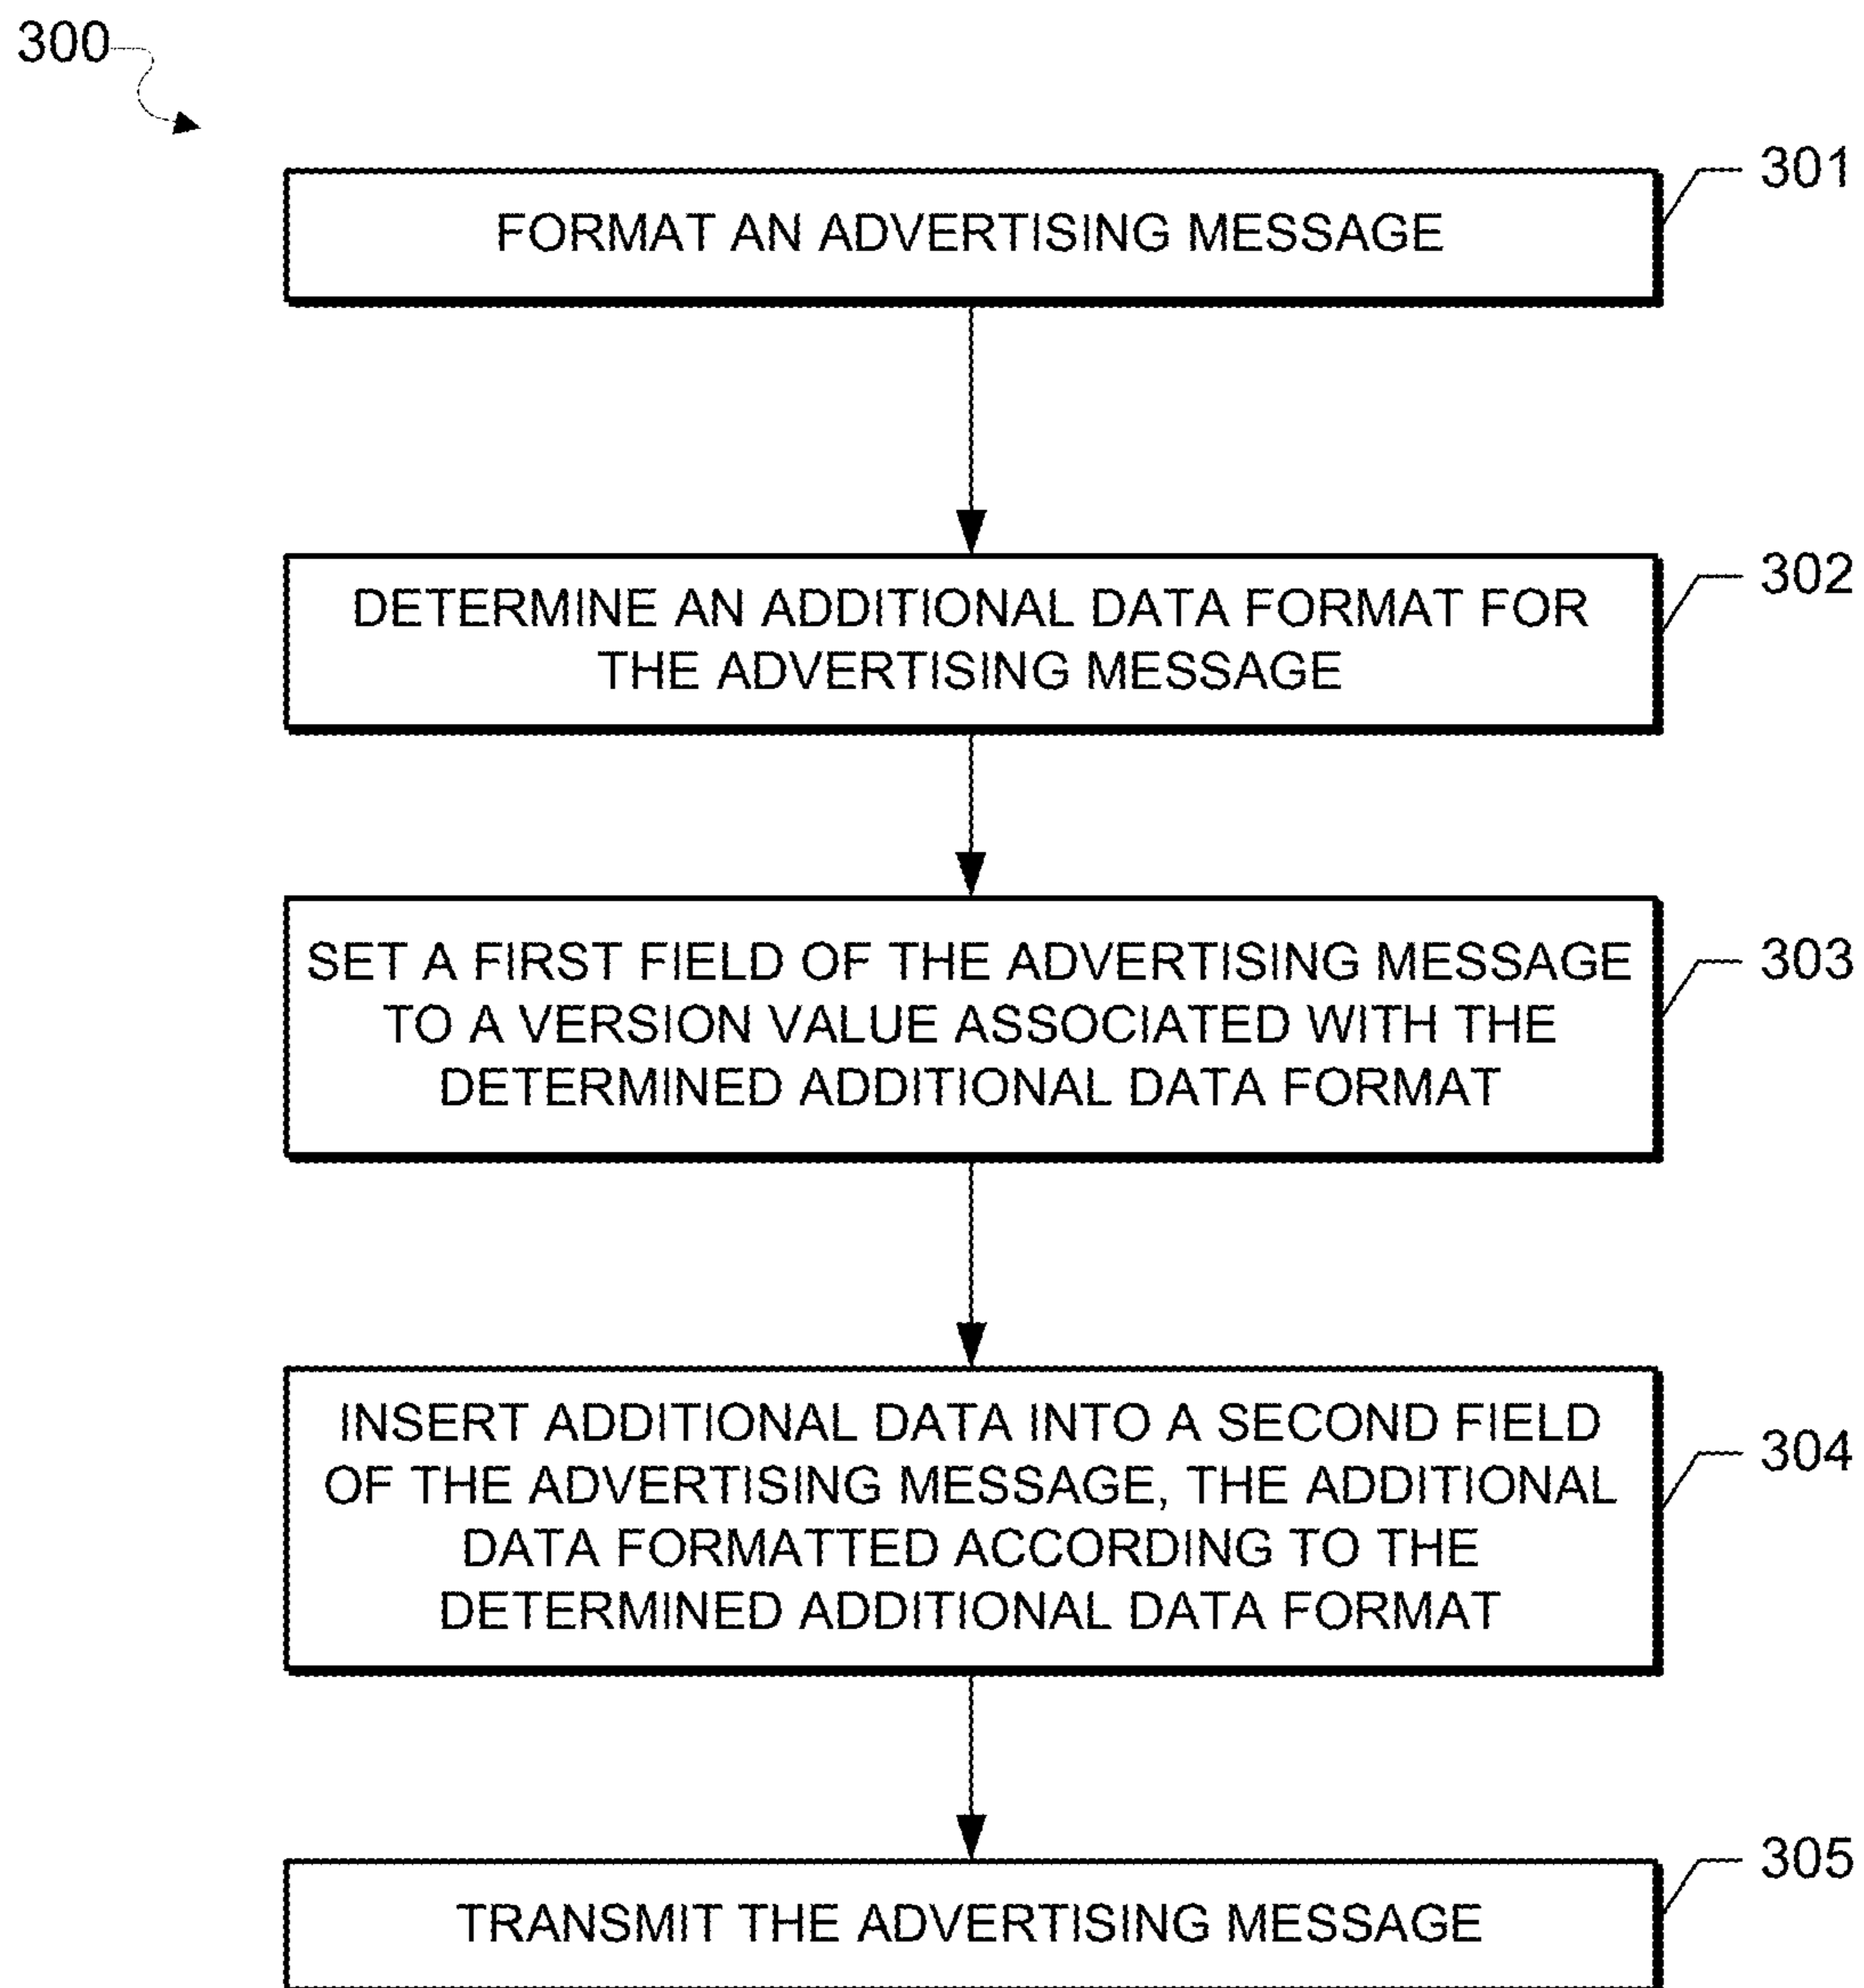 300
301
FORMAT AN ADVERTISING MESSAGE
302
DETERMINE AN ADDITIONAL DATA FORMAT FOR
THE ADVERTISING MESSAGE
303
SET A FIRST FIELD OF THE ADVERTISING MESSAGE
TO A VERSION VALUE ASSOCIATED WITH THE
DETERMINED ADDITIONAL DATA FORMAT
304
INSERT ADDITIONAL DATA INTO A SECOND FIELD
OF THE ADVERTISING MESSAGE, THE ADDITIONAL
DATA FORMATTED ACCORDING TO THE
DETERMINED ADDITIONAL DATA FORMAT
305
TRANSMIT THE ADVERTISING MESSAGE